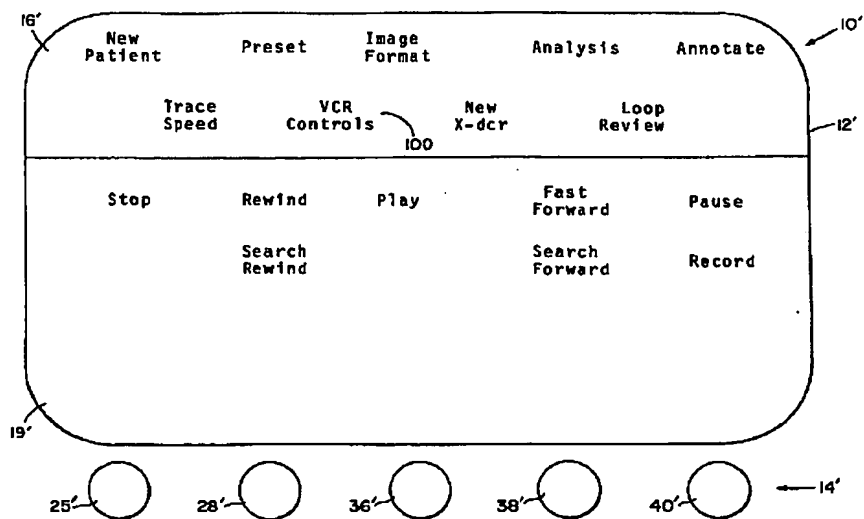 16' 10'
New Image
Patient Preset Format Analysis Annotate
Trace VCR New Loop
Speed Controls X-dcr Review 12'
100
Stop Rewind Play Fast Forward Pause
Search Rewind Search Forward Record
19'
25' 28' 36' 38' 40' 14'